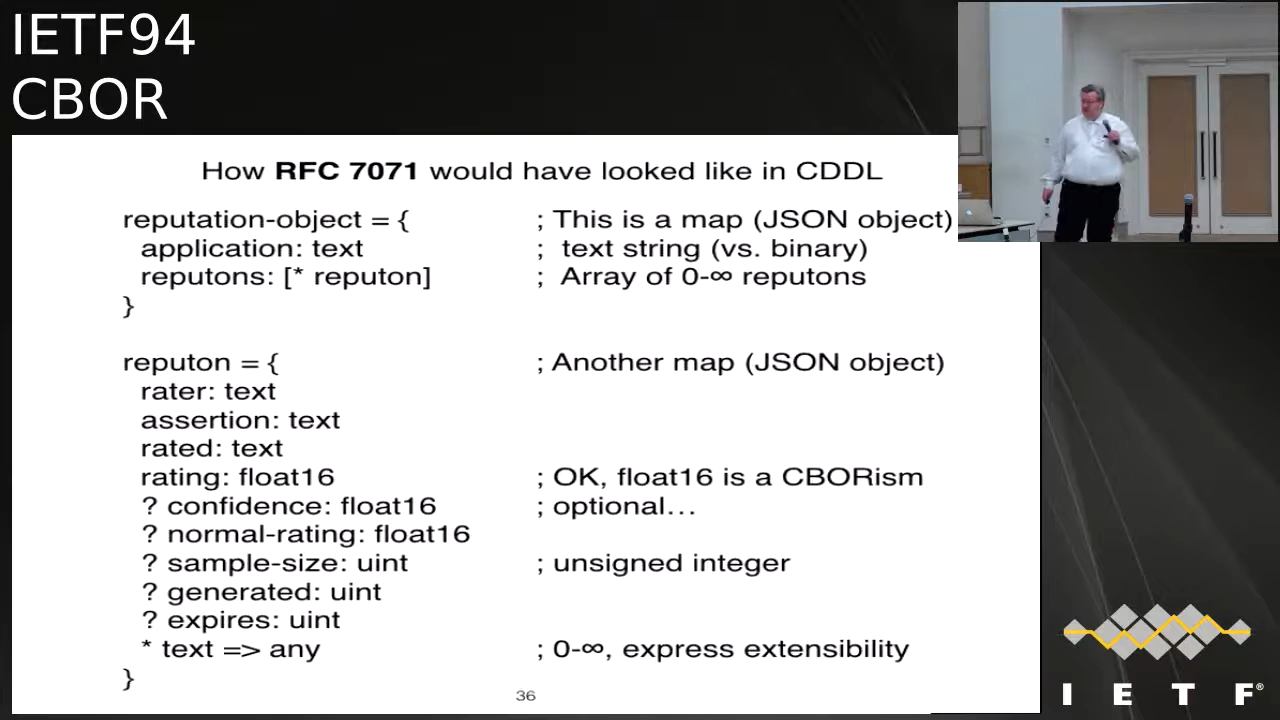 IETF94
CBOR
How RFC 7071 would have looked like in CDDL
reputation-object = { ; This is a map (JSON object)
application: text ; text string (vs. binary)
reputons: [* reputon] ; Array of 0-∞ reputons
}
reputon = { ; Another map (JSON object)
rater: text
assertion: text
rated: text
rating: float16 ; OK, float16 is a CBORism
? confidence: float16 ; optional…
? normal-rating: float16
? sample-size: uint ; unsigned integer
? generated: uint
? expires: uint
* text => any ; 0-∞, express extensibility
}
36
I E T F®